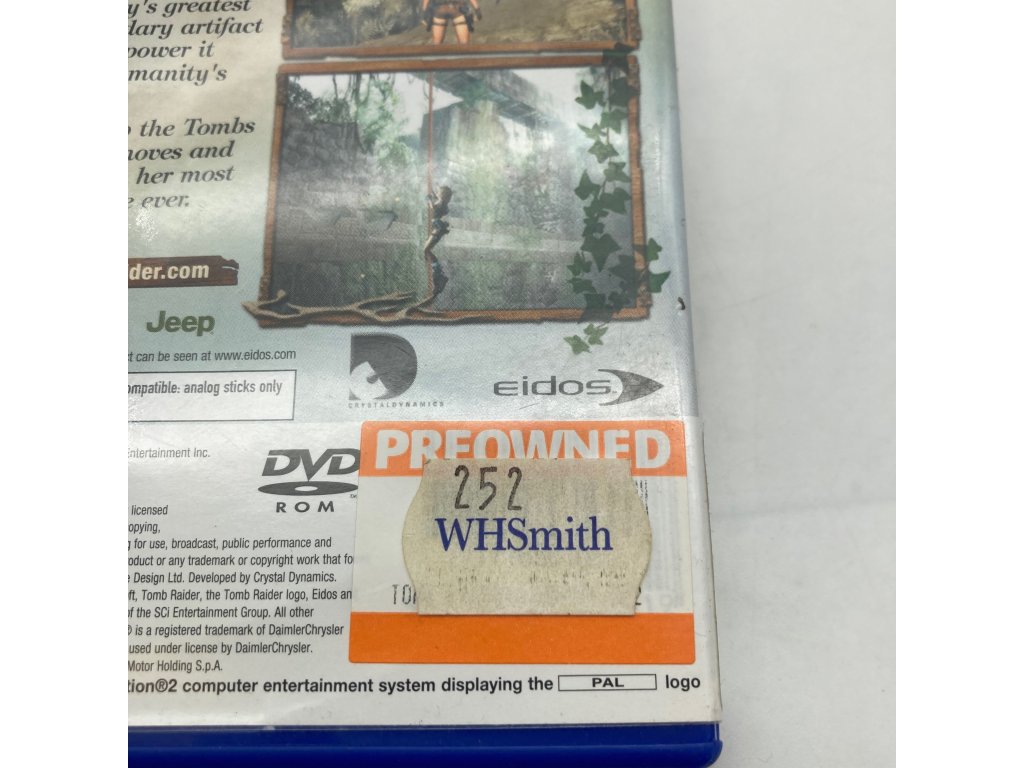 y's greatest
dary artifact
power it
manity's
the Tombs
moves and
her most
ever.
der.com
Jeep
t can be seen at www.eidos.com
CRYSTAL DYNAMICS
eidos
ompatible: analog sticks only
ntertainment Inc.
DVD
ROM
PREOWNED
252
WHSmith
licensed
opying,
for use, broadcast, public performance and
oduct or any trademark or copyright work that fo
Design Ltd. Developed by Crystal Dynamics.
ft, Tomb Raider, the Tomb Raider logo, Eidos an
of the SCi Entertainment Group. All other
® is a registered trademark of DaimlerChrysler
used under license by DaimlerChrysler.
Motor Holding S.p.A.
tion®2 computer entertainment system displaying the PAL logo